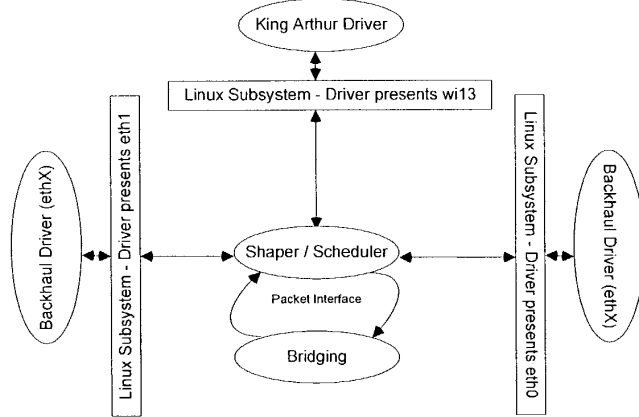 King Arthur Driver
Linux Subsystem - Driver presents wi13
Backhaul Driver (ethX)
Linux Subsystem - Driver presents eth1
Shaper / Scheduler
Packet Interface
Bridging
Linux Subsystem - Driver presents eth0
Backhaul Driver (ethX)